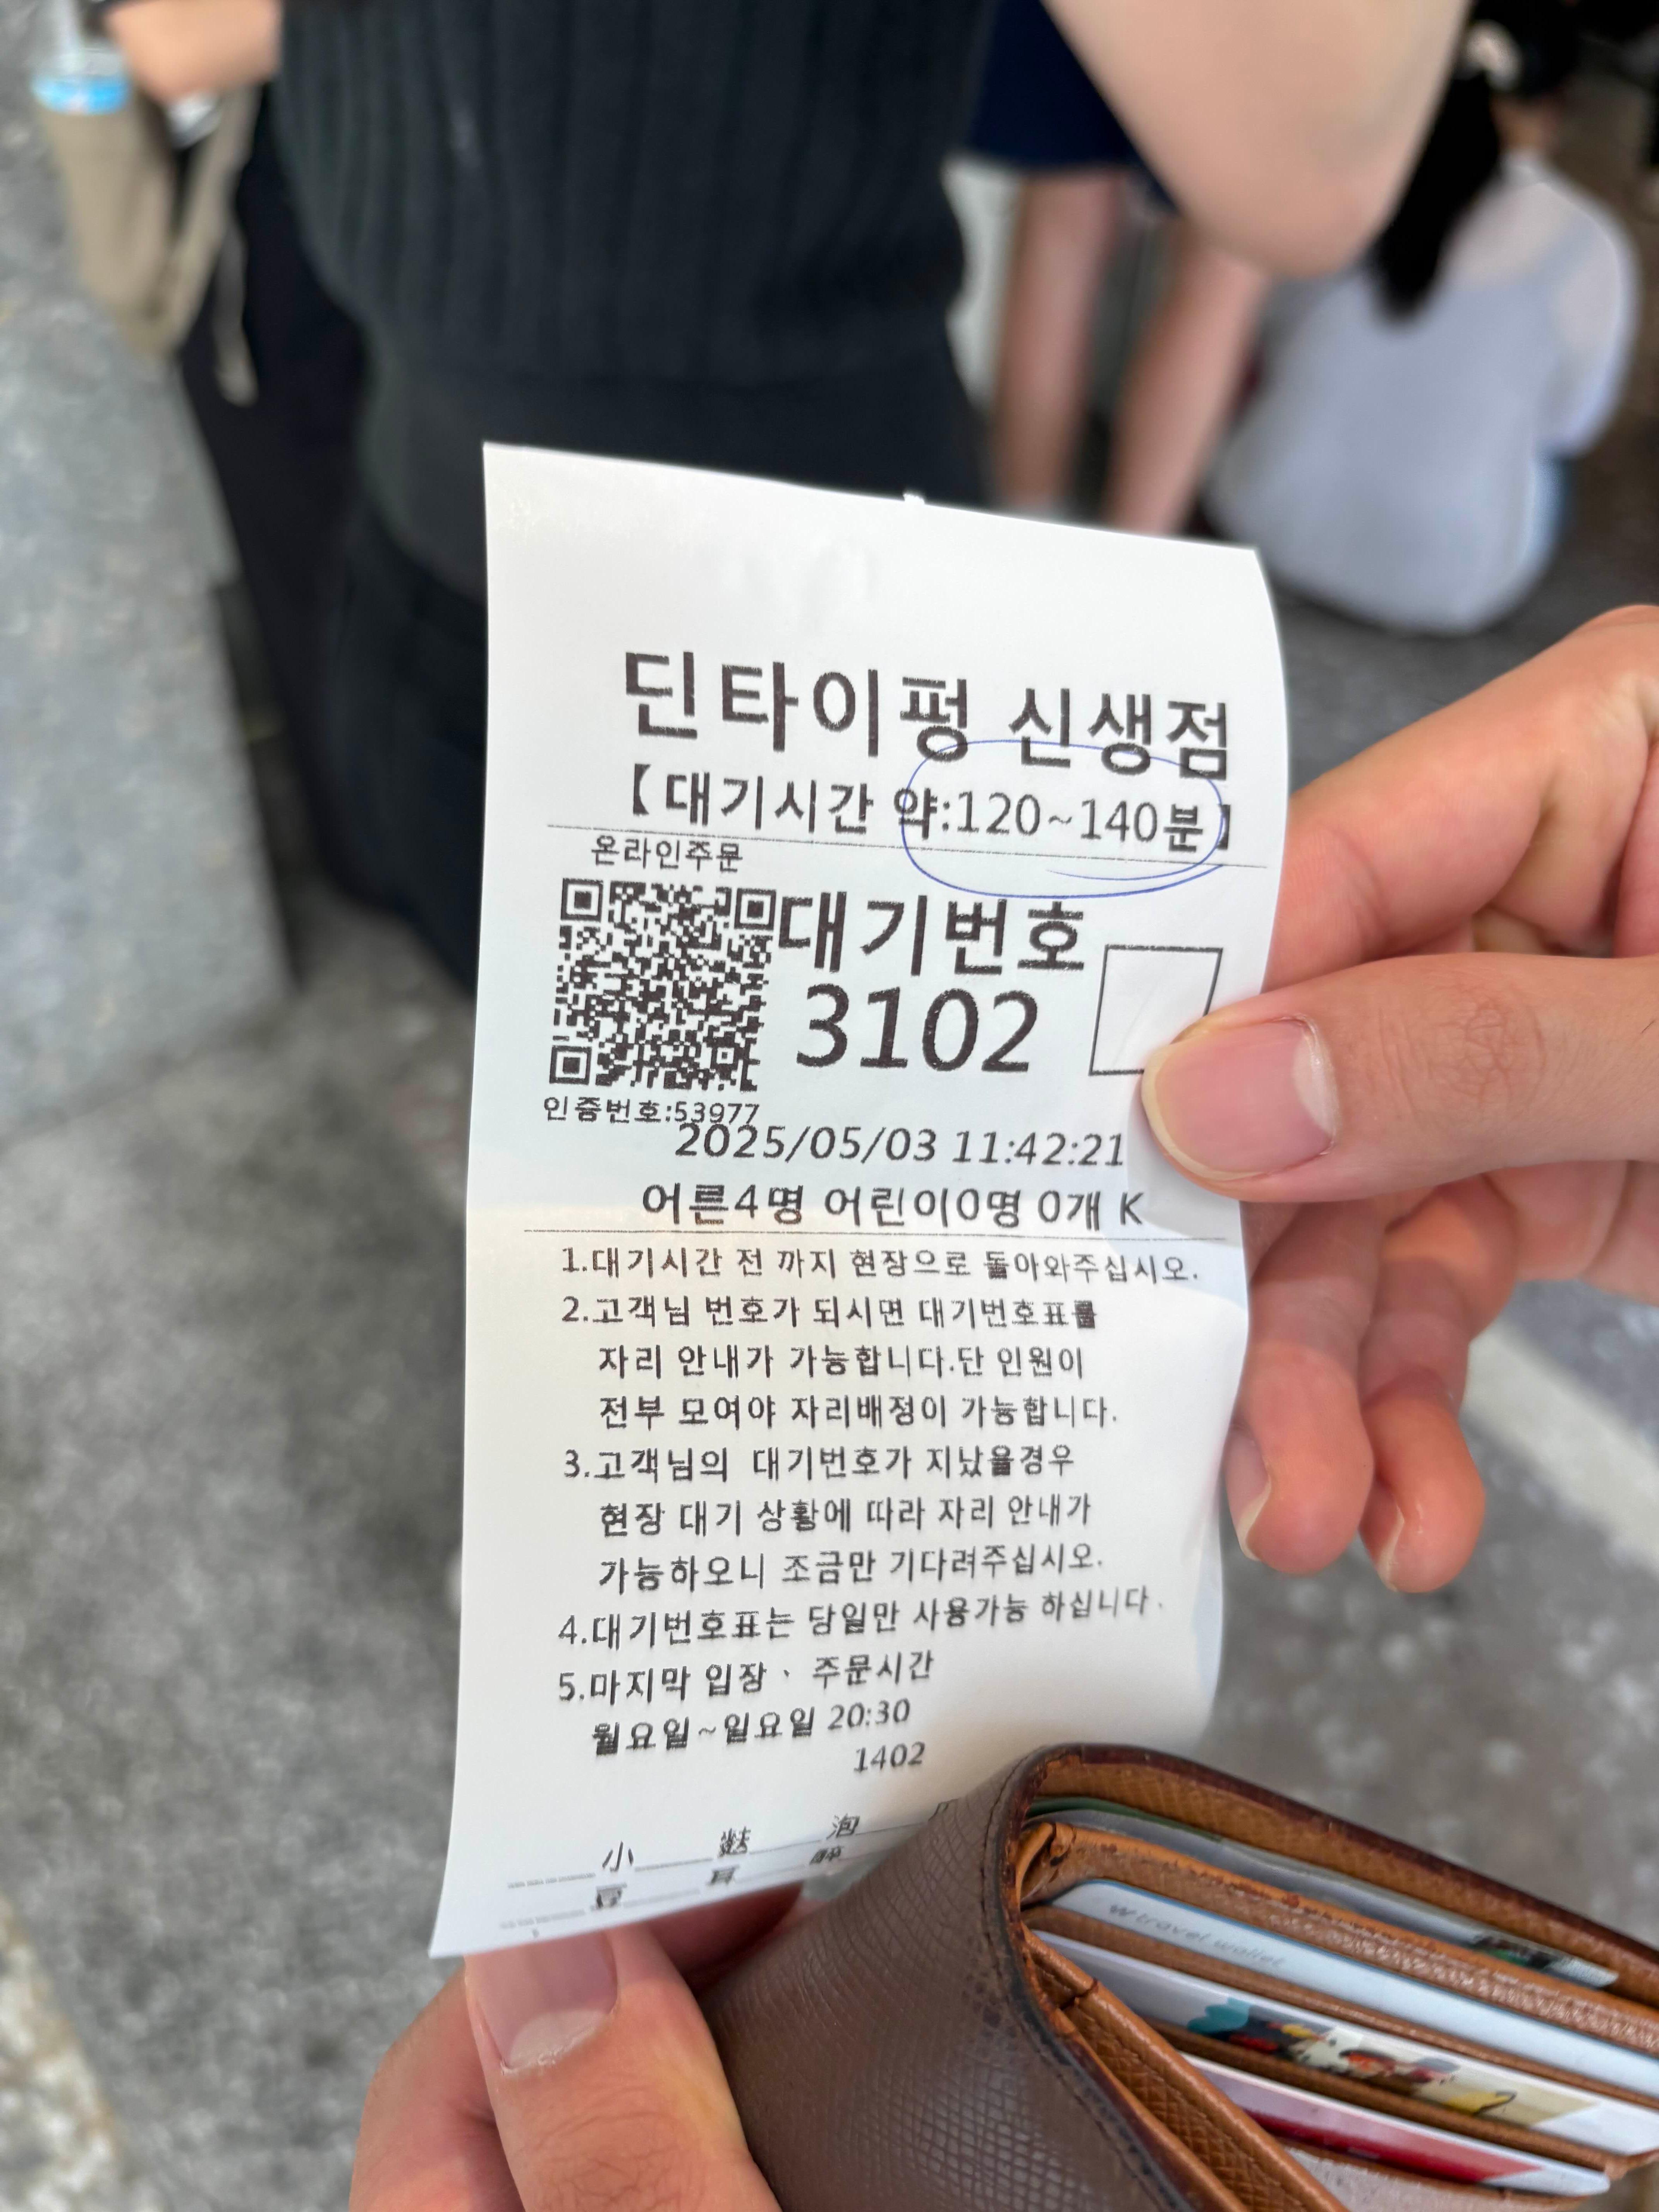 딘타이펑 신생점
【대기시간 약:120~140분】
온라인주문
대기번호
3102
인증번호:53977
2025/05/03 11:42:21
어른4명 어린이0명 0개 K
1.대기시간 전 까지 현장으로 돌아와주십시오.
2.고객님 번호가 되시면 대기번호표를
자리 안내가 가능합니다.단 인원이
전부 모여야 자리배정이 가능합니다.
3.고객님의 대기번호가 지났을경우
현장 대기 상황에 따라 자리 안내가
가능하오니 조금만 기다려주십시오.
4.대기번호표는 당일만 사용가능 하십니다.
5.마지막 입장、주문시간
월요일~일요일 20:30
1402
小